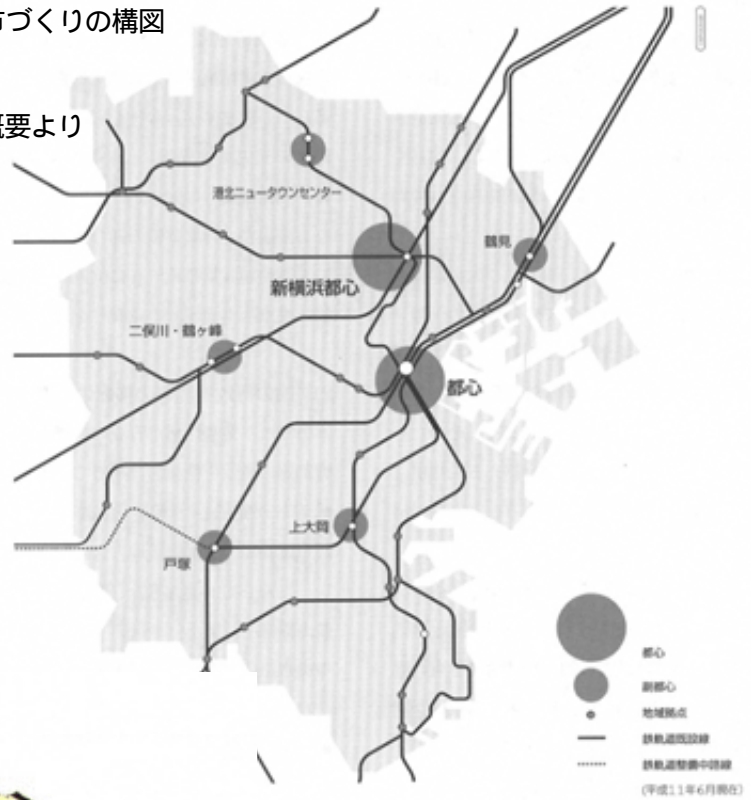 市づくりの構図
概要より
港北ニュータウンセンター
鶴見
新横浜都心
二俣川・鶴ヶ峰
都心
上大岡
戸塚
都心
副都心
地域拠点
鉄軌道既設線
鉄軌道整備中路線
(平成11年6月現在)